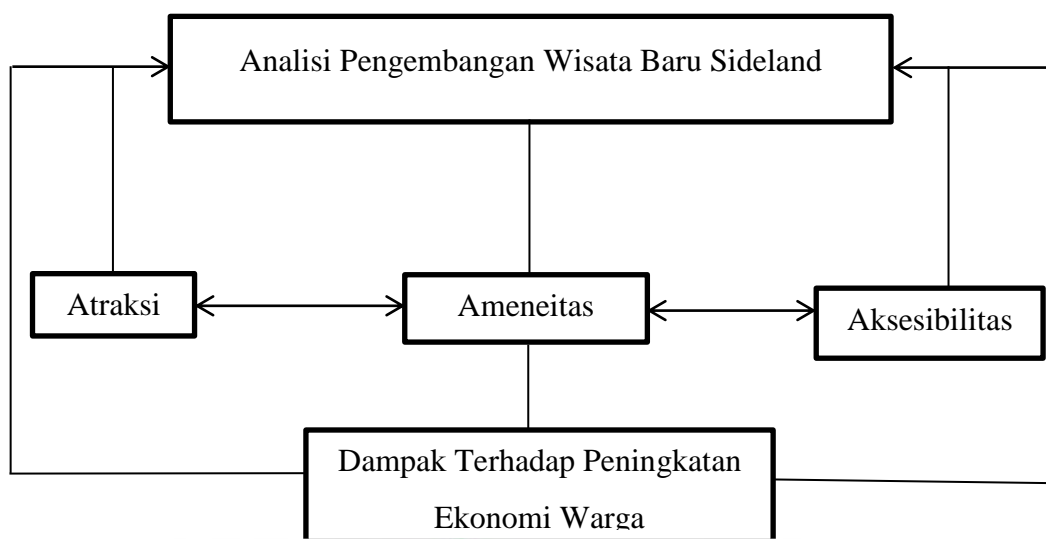 Analisi Pengembangan Wisata Baru Sideland
Atraksi
Ameneitas
Aksesibilitas
Dampak Terhadap Peningkatan
Ekonomi Warga